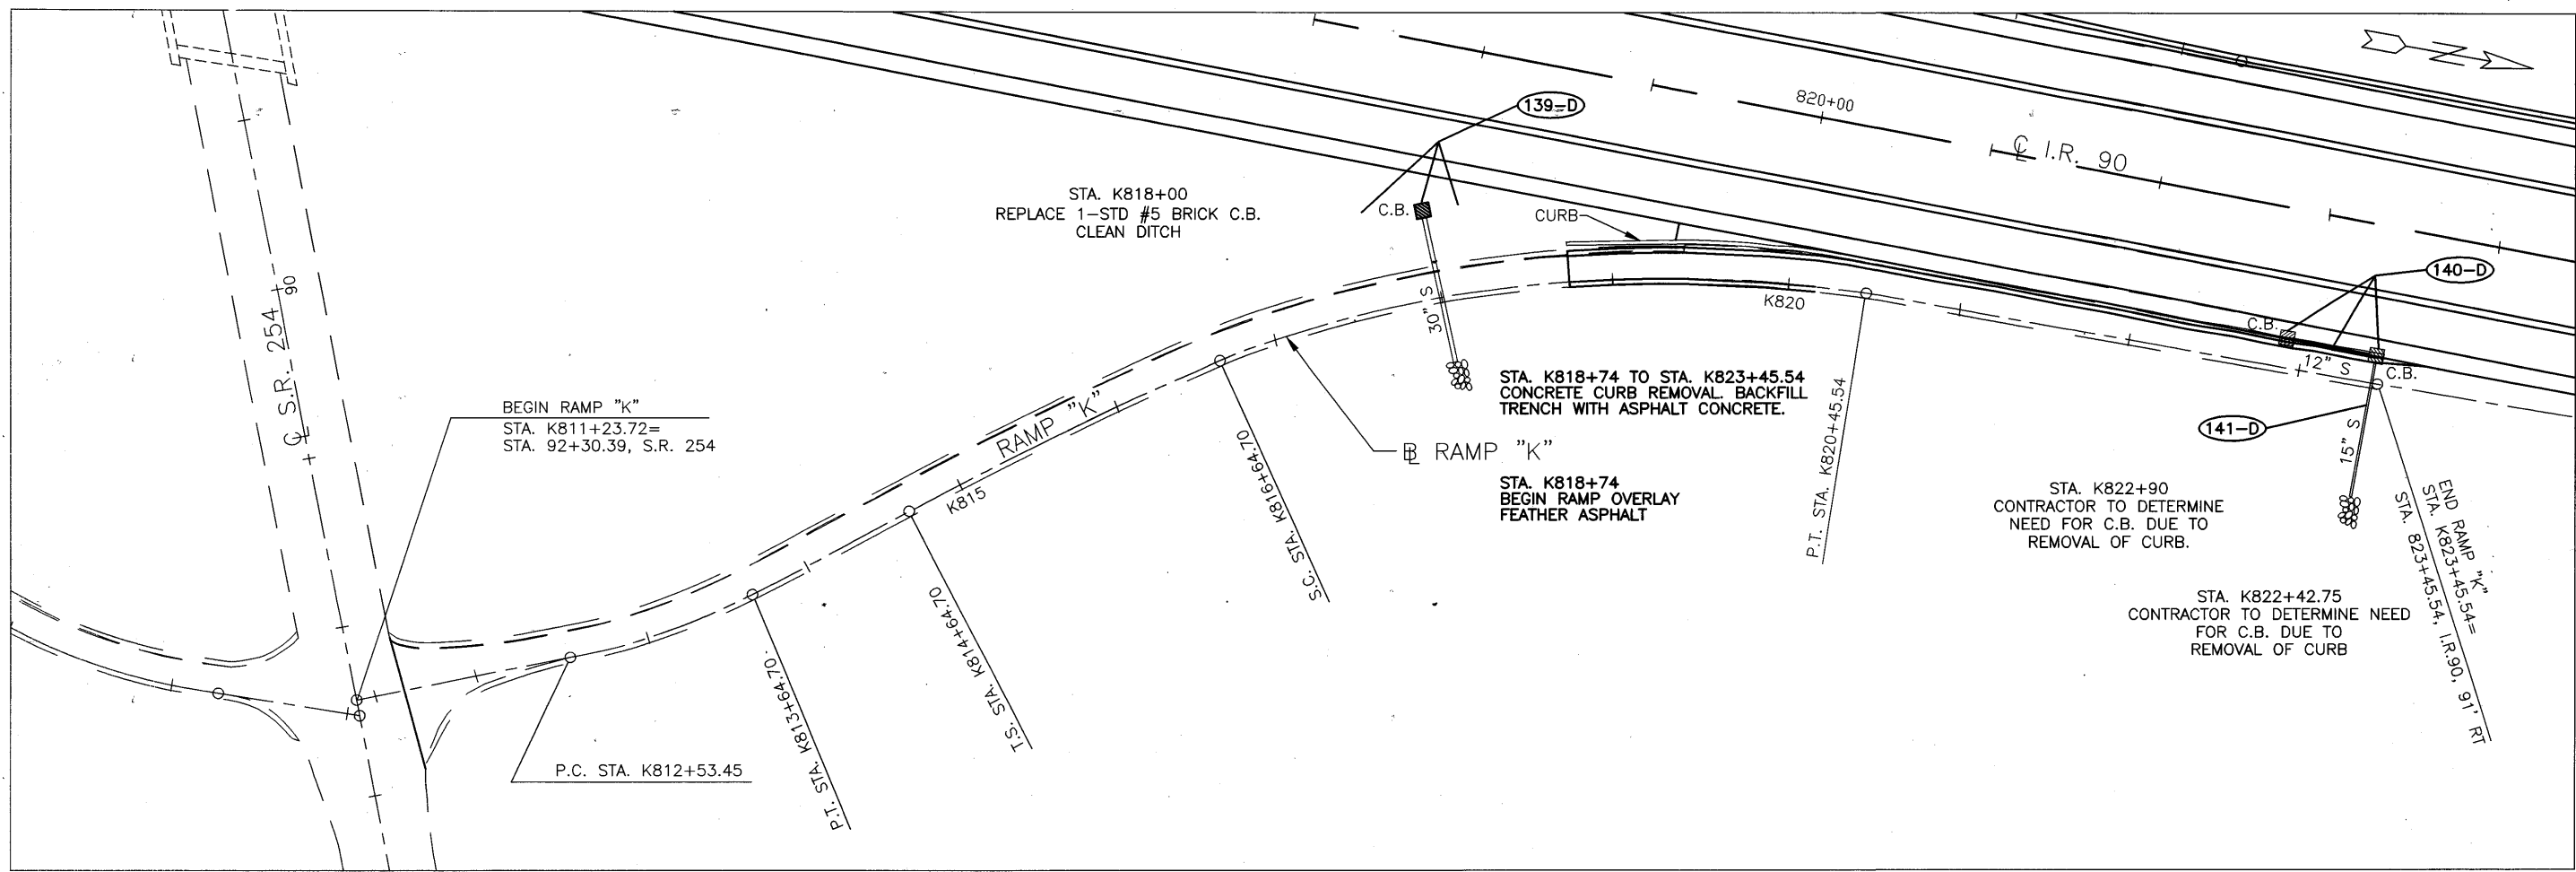 N
820+00
℄ I.R. 90
139-D
STA. K818+00
REPLACE 1-STD #5 BRICK C.B.
CLEAN DITCH
C.B.
CURB
30" S
K820
140-D
C.B.
12" S
C.B.
141-D
15" S
℄ S.R. 254
90
BEGIN RAMP "K"
STA. K811+23.72=
STA. 92+30.39, S.R. 254
RAMP "K"
K815
STA. K818+74 TO STA. K823+45.54
CONCRETE CURB REMOVAL. BACKFILL
TRENCH WITH ASPHALT CONCRETE.
BL RAMP "K"
STA. K818+74
BEGIN RAMP OVERLAY
FEATHER ASPHALT
P.C. STA. K812+53.45
P.T. STA. K813+64.70
T.S. STA. K814+64.70
S.C. STA. K816+64.70
P.T. STA. K820+45.54
STA. K822+90
CONTRACTOR TO DETERMINE
NEED FOR C.B. DUE TO
REMOVAL OF CURB.
STA. K822+42.75
CONTRACTOR TO DETERMINE NEED
FOR C.B. DUE TO
REMOVAL OF CURB
END RAMP "K"
STA. K823+45.54=
STA. 823+45.54, I.R.90, 91' RT